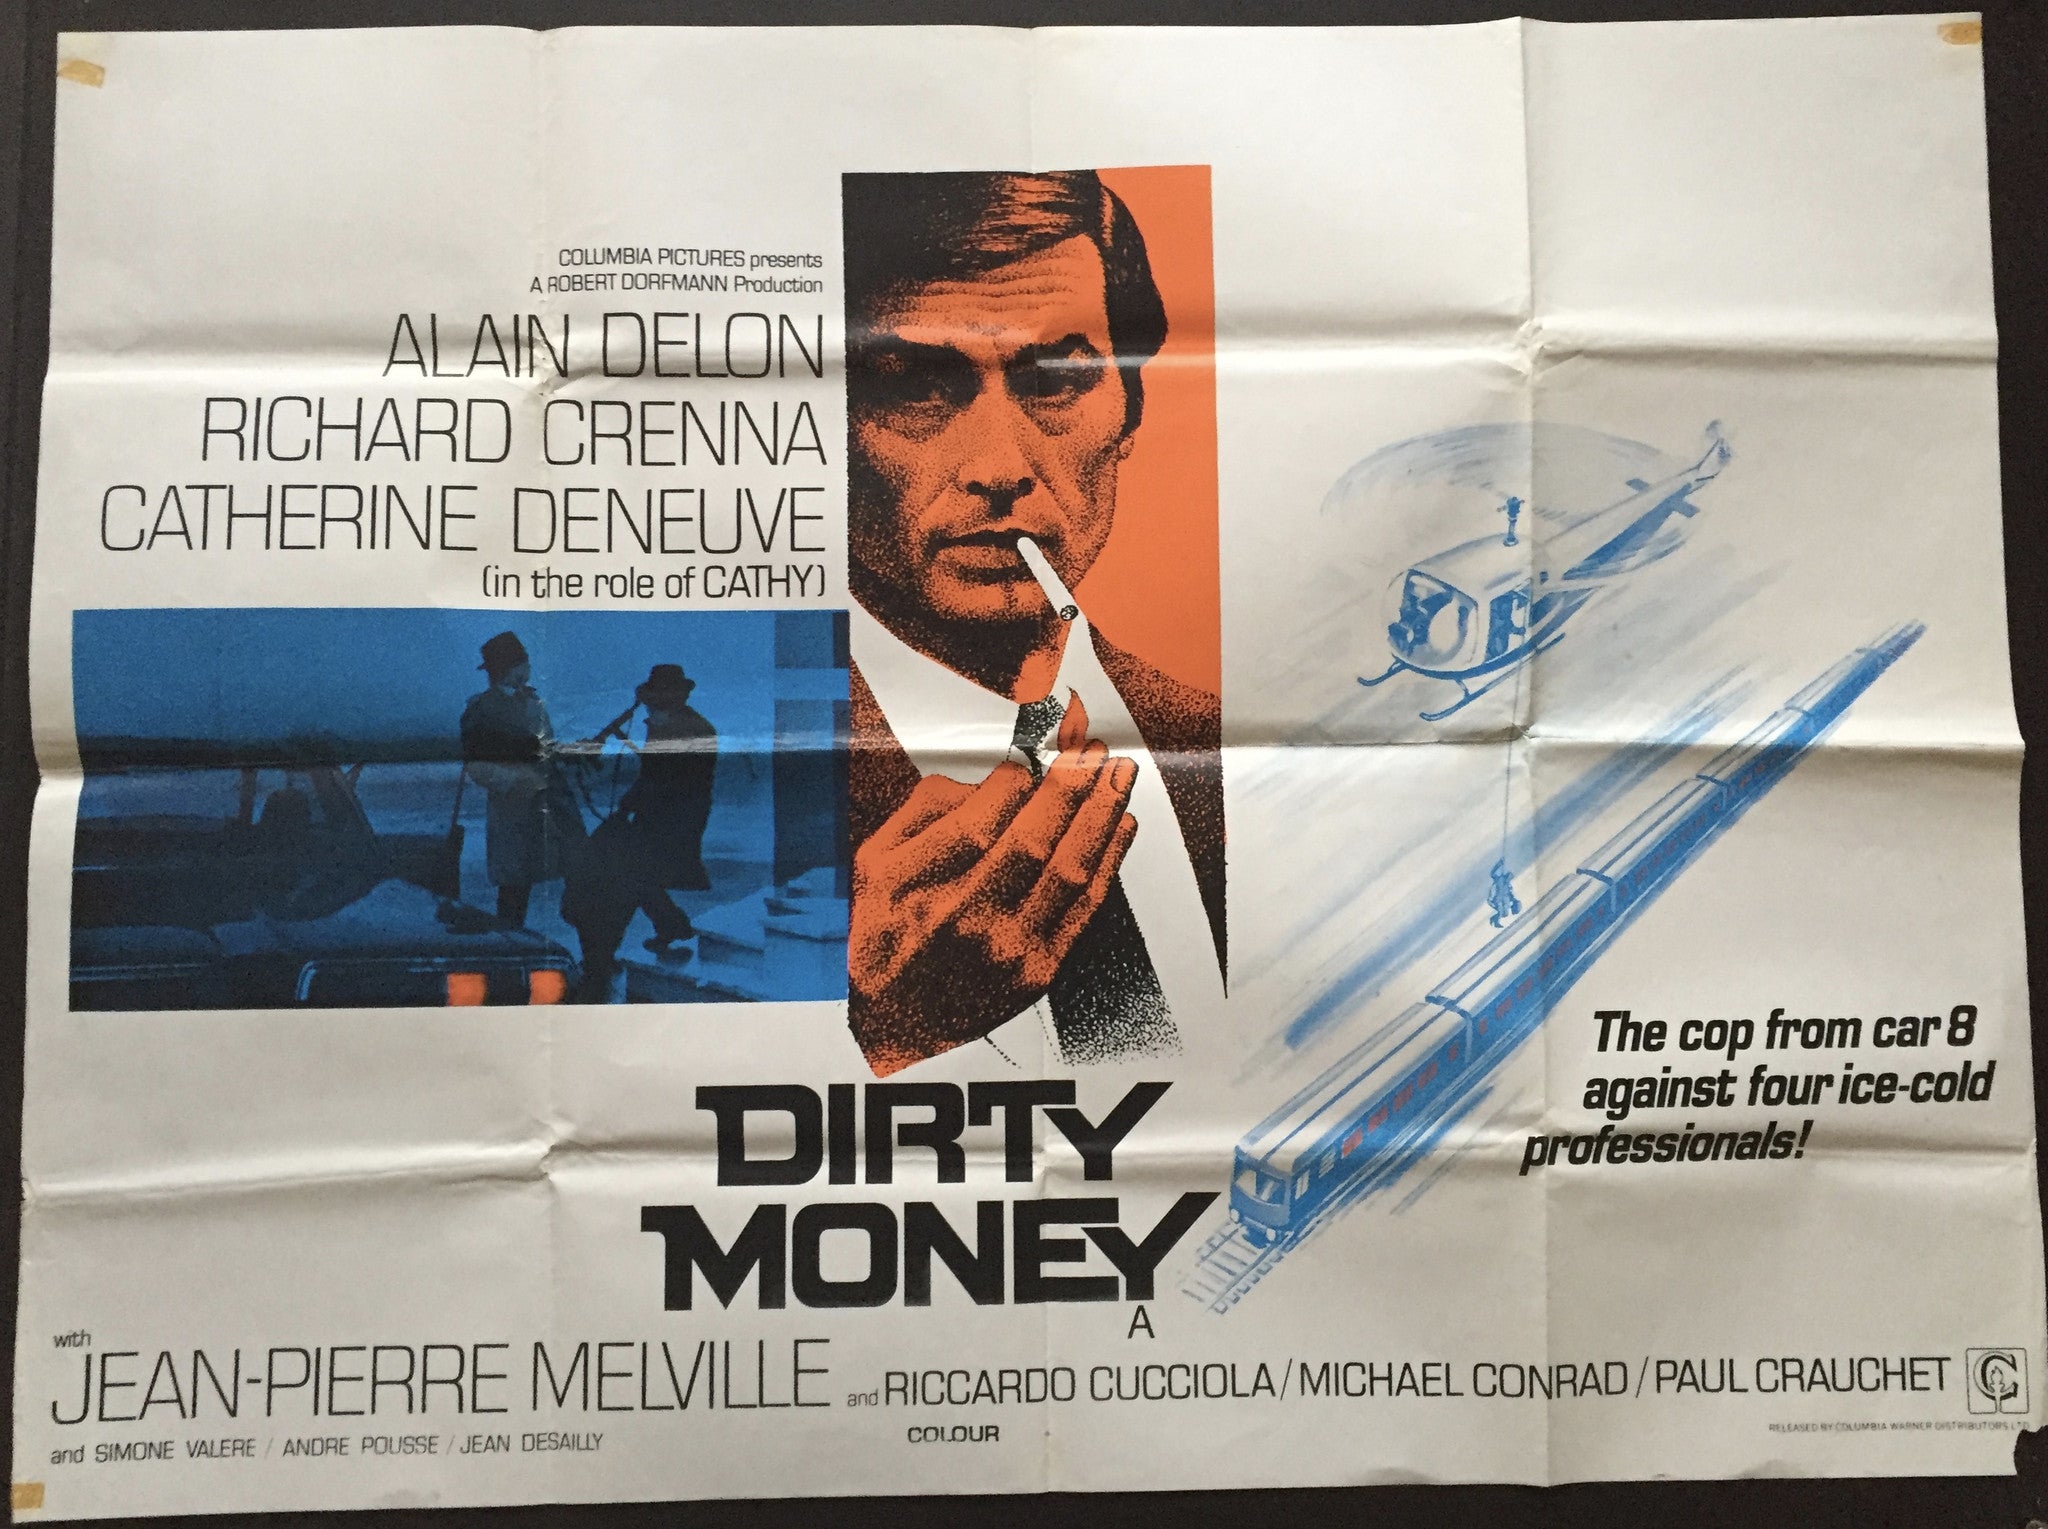 COLUMBIA PICTURES presents
A ROBERT DORFMANN Production
ALAIN DELON
RICHARD CRENNA
CATHERINE DENEUVE
(in the role of CATHY)
The cop from car 8
against four ice-cold
professionals!
DIRTY
MONEY
A
with
JEAN-PIERRE MELVILLE and RICCARDO CUCCIOLA / MICHAEL CONRAD / PAUL CRAUCHET
and SIMONE VALERE / ANDRE POUSSE / JEAN DESAILLY
COLOUR
RELEASED BY COLUMBIA WARNER DISTRIBUTORS LTD